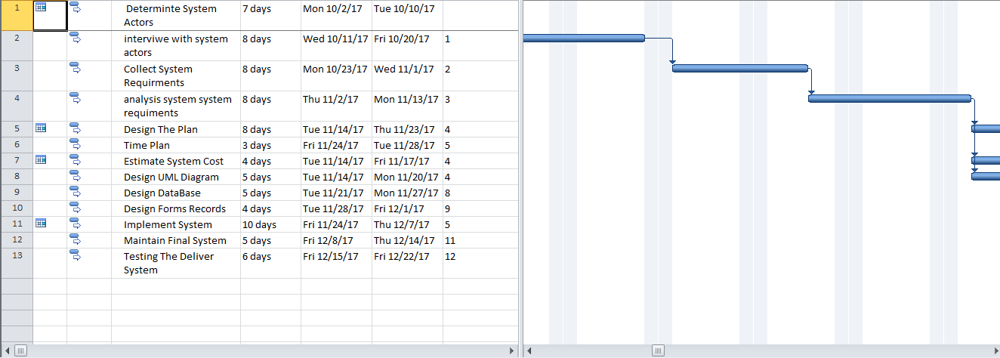 1 Determinte System Actors 7 days Mon 10/2/17 Tue 10/10/17
2 interviwe with system actors 8 days Wed 10/11/17 Fri 10/20/17 1
3 Collect System Requirments 8 days Mon 10/23/17 Wed 11/1/17 2
4 analysis system system requiments 8 days Thu 11/2/17 Mon 11/13/17 3
5 Design The Plan 8 days Tue 11/14/17 Thu 11/23/17 4
6 Time Plan 3 days Fri 11/24/17 Tue 11/28/17 5
7 Estimate System Cost 4 days Tue 11/14/17 Fri 11/17/17 4
8 Design UML Diagram 5 days Tue 11/14/17 Mon 11/20/17 4
9 Design DataBase 5 days Tue 11/21/17 Mon 11/27/17 8
10 Design Forms Records 4 days Tue 11/28/17 Fri 12/1/17 9
11 Implement System 10 days Fri 11/24/17 Thu 12/7/17 5
12 Maintain Final System 5 days Fri 12/8/17 Thu 12/14/17 11
13 Testing The Deliver System 6 days Fri 12/15/17 Fri 12/22/17 12